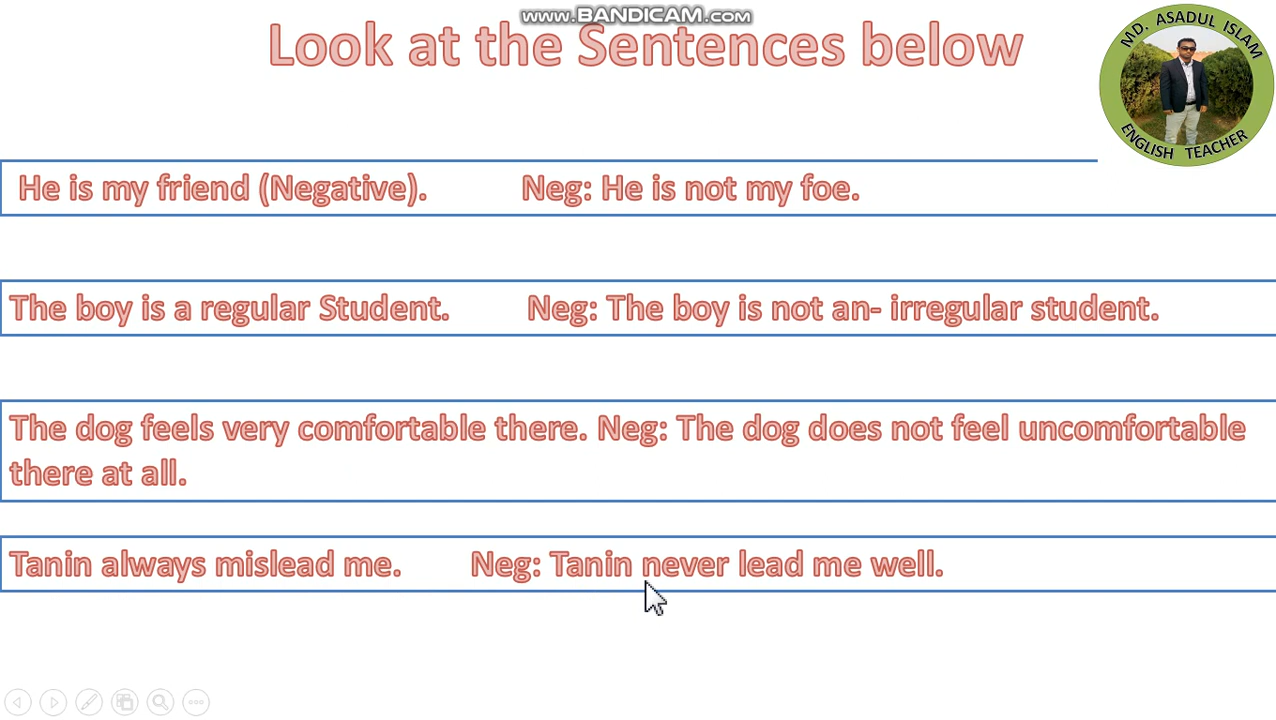 www.BANDICAM.com
Look at the Sentences below
MD. ASADUL ISLAM
ENGLISH TEACHER
He is my friend (Negative). Neg: He is not my foe.
The boy is a regular Student. Neg: The boy is not an- irregular student.
The dog feels very comfortable there. Neg: The dog does not feel uncomfortable
there at all.
Tanin always mislead me. Neg: Tanin never lead me well.